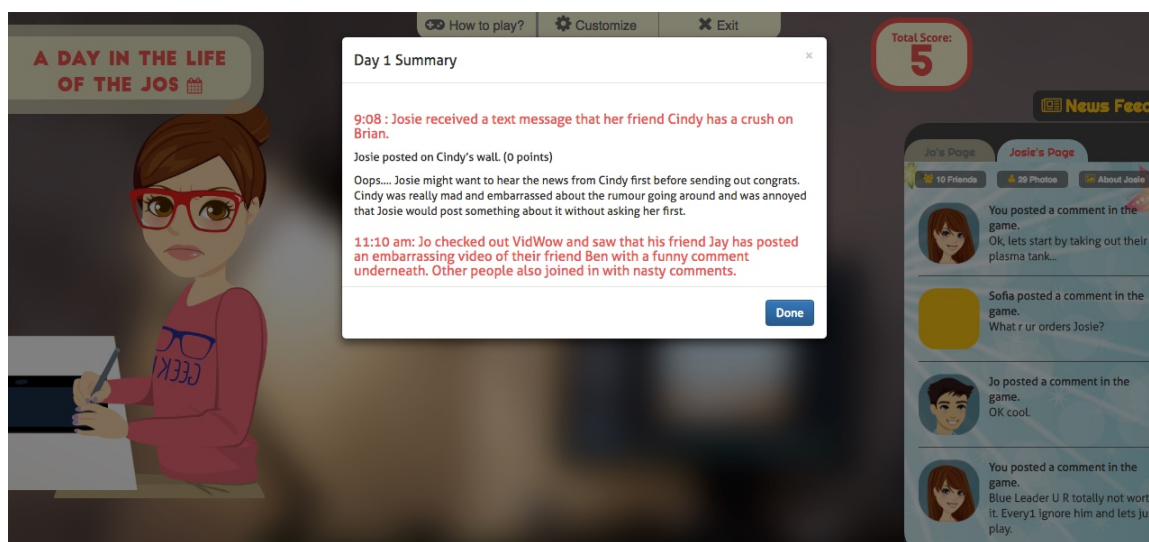 How to play?
Customize
Exit
A DAY IN THE LIFE
OF THE JOS
Day 1 Summary
×
9:08 : Josie received a text message that her friend Cindy has a crush on
Brian.
Josie posted on Cindy's wall. (0 points)
Oops.... Josie might want to hear the news from Cindy first before sending out congrats.
Cindy was really mad and embarrassed about the rumour going around and was annoyed
that Josie would post something about it without asking her first.
11:10 am: Jo checked out VidWow and saw that his friend Jay has posted
an embarrassing video of their friend Ben with a funny comment
underneath. Other people also joined in with nasty comments.
Done
GEEK
Total Score:
5
News Feed
Jo's Page
Josie's Page
10 Friends
29 Photos
About Josie
You posted a comment in the
game.
Ok, lets start by taking out their
plasma tank...
Sofia posted a comment in the
game.
What r ur orders Josie?
Jo posted a comment in the
game.
OK cool.
You posted a comment in the
game.
Blue Leader U R totally not wort
it. Every1 ignore him and lets ju
play.